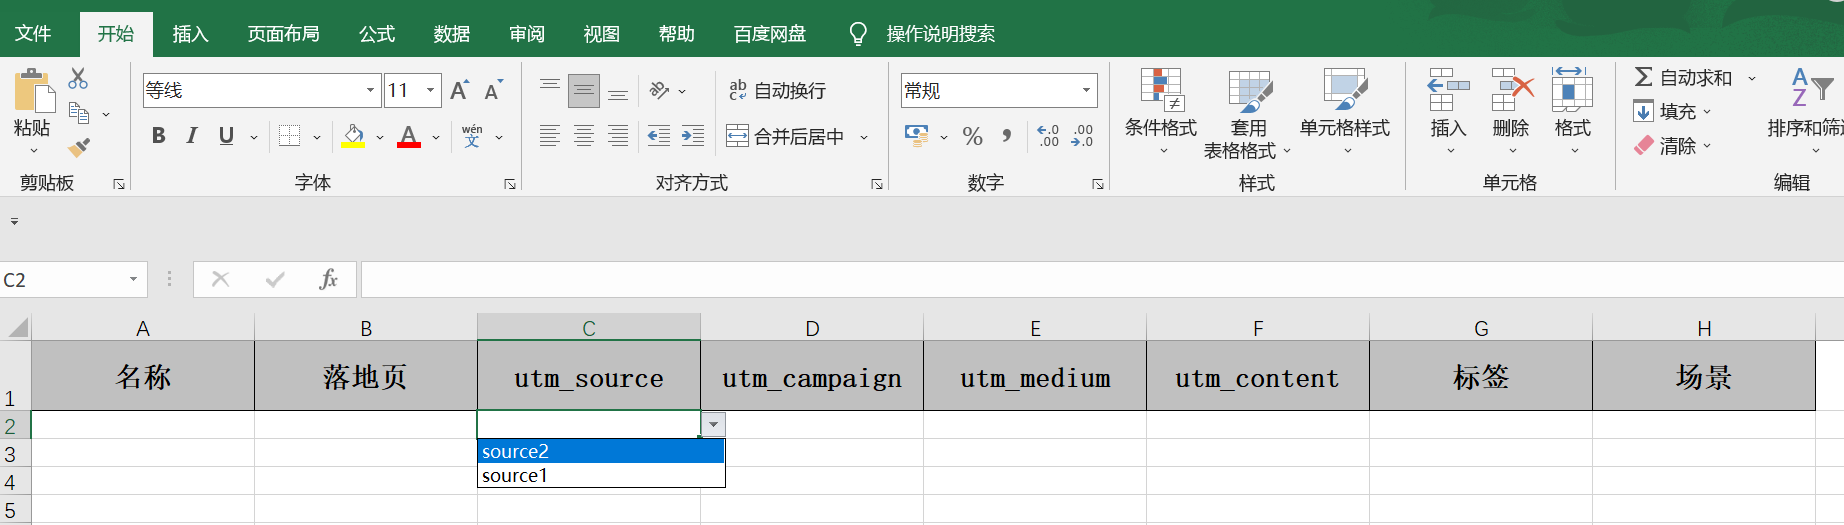 文件 开始 插入 页面布局 公式 数据 审阅 视图 帮助 百度网盘 操作说明搜索
等线 11 A A ab c 自动换行 常规 自动求和
粘贴 B I U A wén 文 合并后居中 % , .0 .00 .00 .0 条件格式 套用 表格格式 单元格样式 插入 删除 格式 填充 清除 A Z 排序和筛
剪贴板 字体 对齐方式 数字 样式 单元格 编辑
C2 fx
A B C D E F G H
1 名称 落地页 utm_source utm_campaign utm_medium utm_content 标签 场景
2
3 source2
4 source1
5